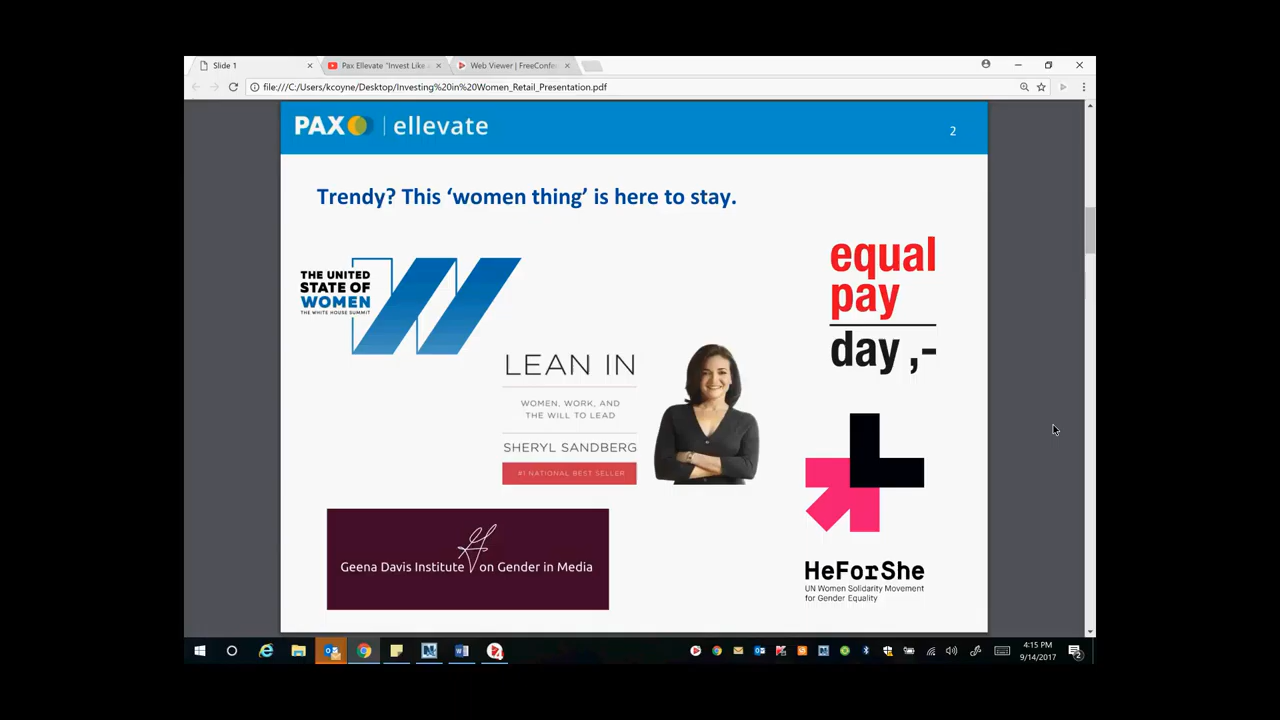 Slide 1
Pax Ellevate "Invest Like
Web Viewer | FreeConfe
file:///C:/Users/kcoyne/Desktop/Investing%20in%20Women_Retail_Presentation.pdf
PAX | ellevate
2
Trendy? This ‘women thing’ is here to stay.
THE UNITED
STATE OF
WOMEN
THE WHITE HOUSE SUMMIT
equal
pay
day ,-
LEAN IN
WOMEN, WORK, AND
THE WILL TO LEAD
SHERYL SANDBERG
#1 NATIONAL BEST SELLER
Geena Davis Institute on Gender in Media
HeForShe
UN Women Solidarity Movement
for Gender Equality
4:15 PM
9/14/2017
2